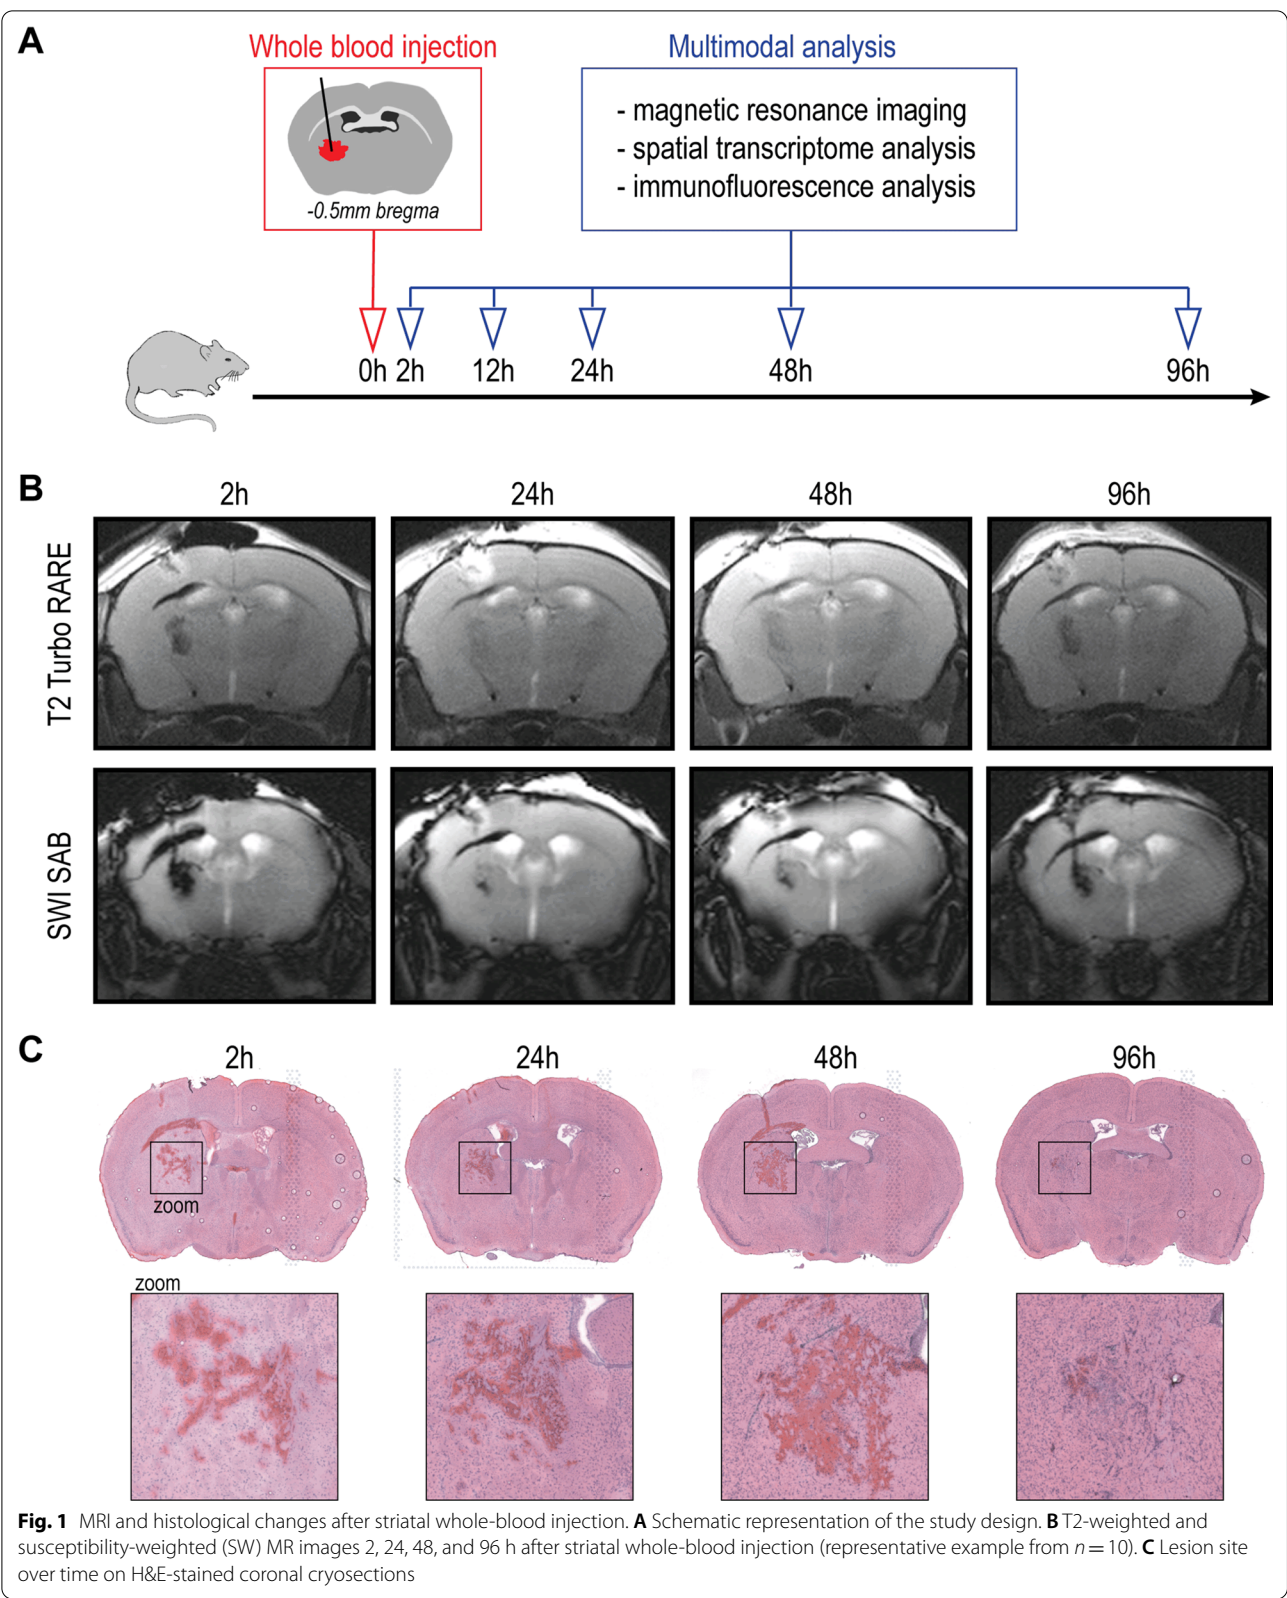 A
Whole blood injection
-0.5mm bregma
Multimodal analysis
- magnetic resonance imaging
- spatial transcriptome analysis
- immunofluorescence analysis
0h 2h 12h 24h 48h 96h
B
2h 24h 48h 96h
T2 Turbo RARE
SWI SAB
C
2h 24h 48h 96h
zoom
zoom
Fig. 1 MRI and histological changes after striatal whole-blood injection. A Schematic representation of the study design. B T2-weighted and
susceptibility-weighted (SW) MR images 2, 24, 48, and 96 h after striatal whole-blood injection (representative example from n = 10). C Lesion site
over time on H&E-stained coronal cryosections